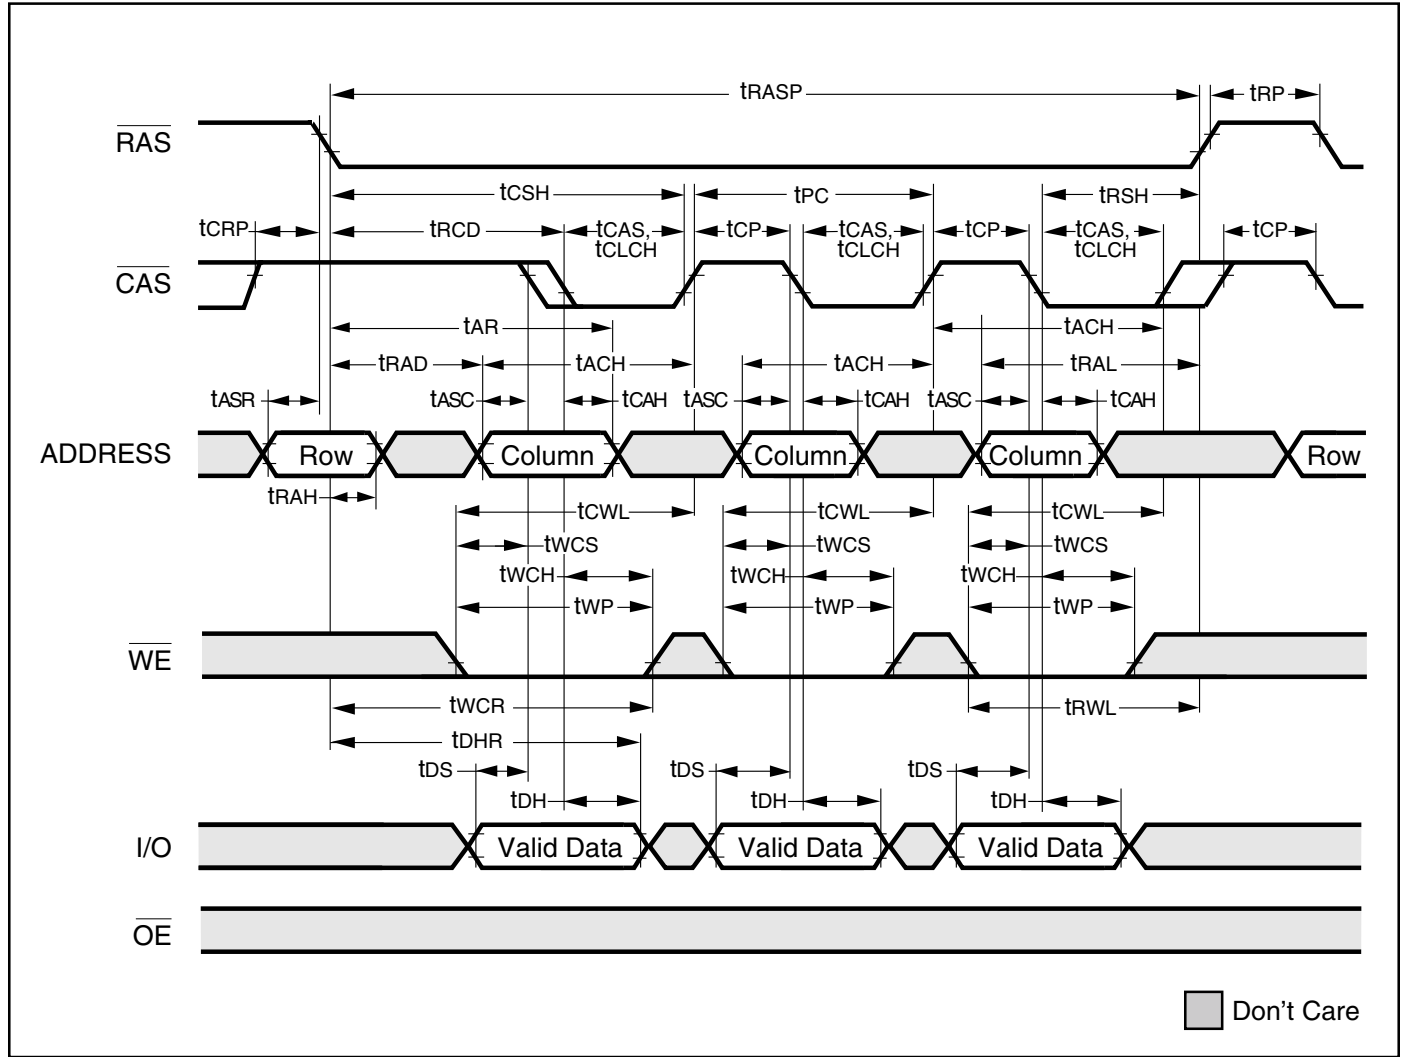 tRASP tRP
RAS
tCSH tPC tRSH
tCRP tRCD tCAS, tCLCH tCP tCAS, tCLCH tCP tCAS, tCLCH tCP
CAS
tAR tACH
tRAD tACH tACH tRAL
tASR tASC tCAH tASC tCAH tASC tCAH
ADDRESS Row Column Column Column Row
tRAH
tCWL tCWL tCWL
tWCS tWCS tWCS
tWCH tWCH tWCH
tWP tWP tWP
WE
tWCR tRWL
tDHR
tDS tDS tDS
tDH tDH tDH
I/O Valid Data Valid Data Valid Data
OE
Don't Care